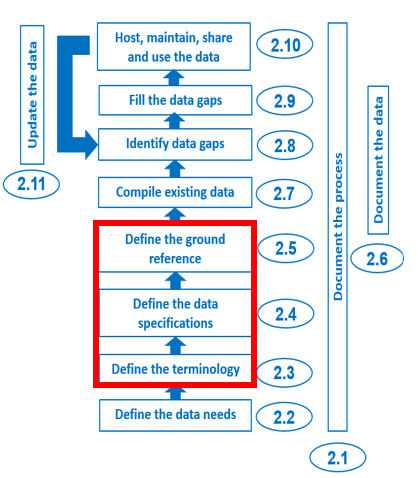 Host, maintain, share
and use the data
2.10
Fill the data gaps
2.9
Identify data gaps
2.8
Compile existing data
2.7
Define the ground
reference
2.5
Define the data
specifications
2.4
Define the terminology
2.3
Define the data needs
2.2
Update the data
2.11
Document the process
2.1
Document the data
2.6